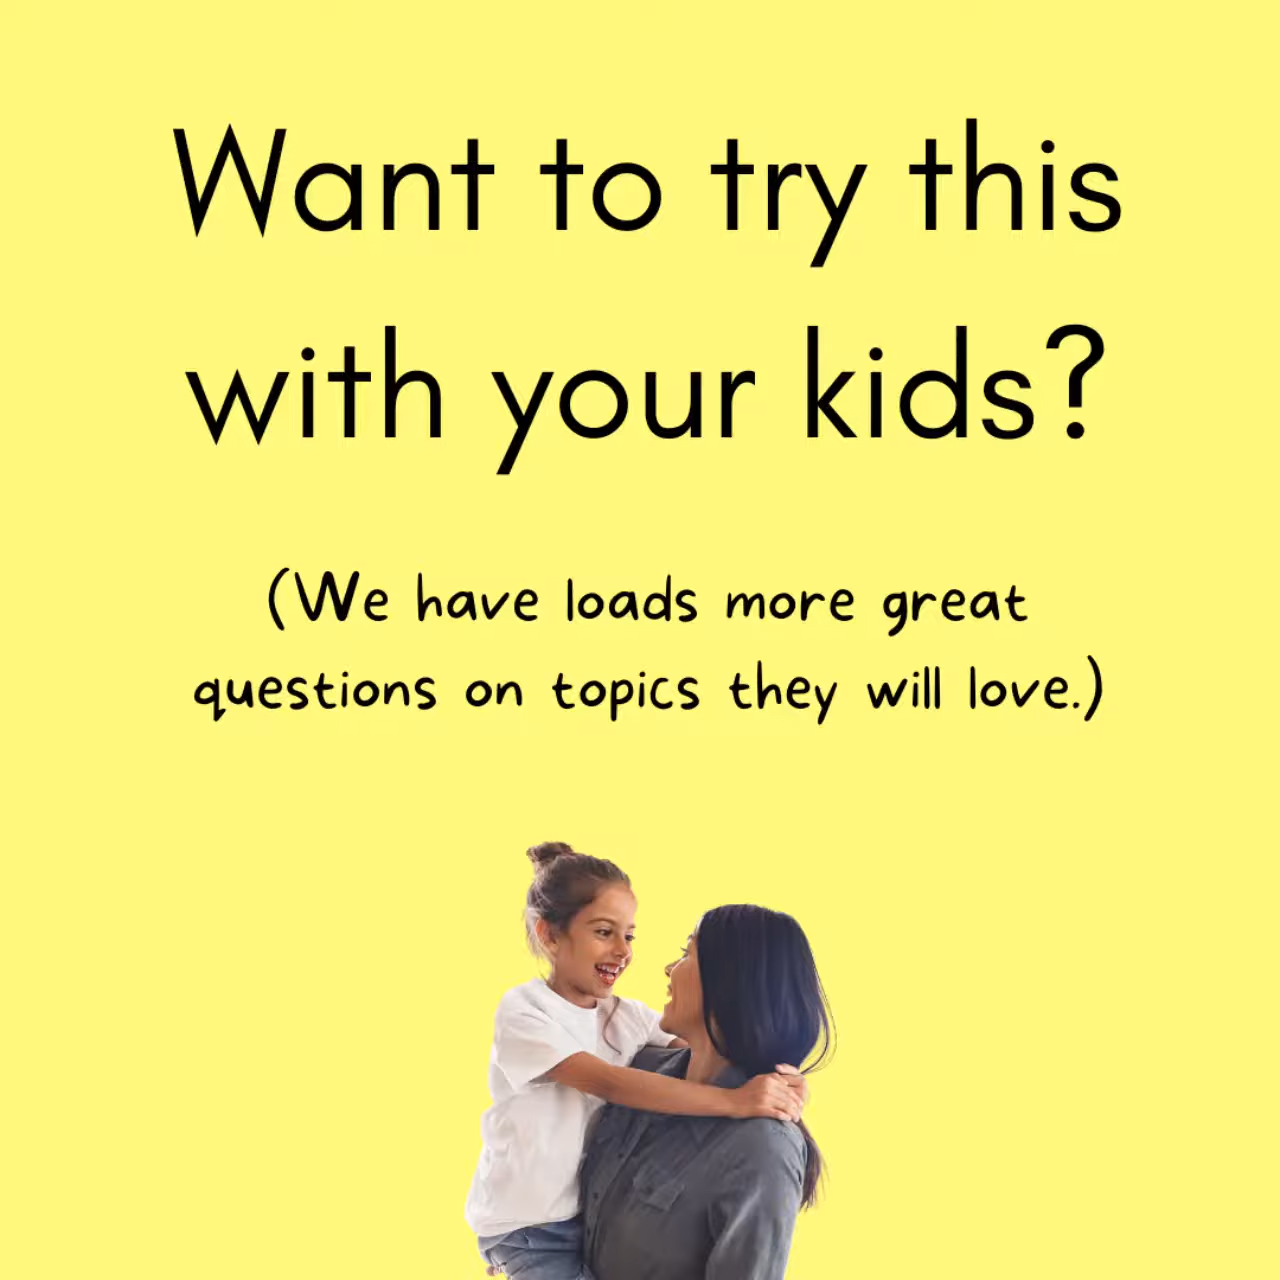 Want to try this
with your kids?
(We have loads more great
questions on topics they will love.)